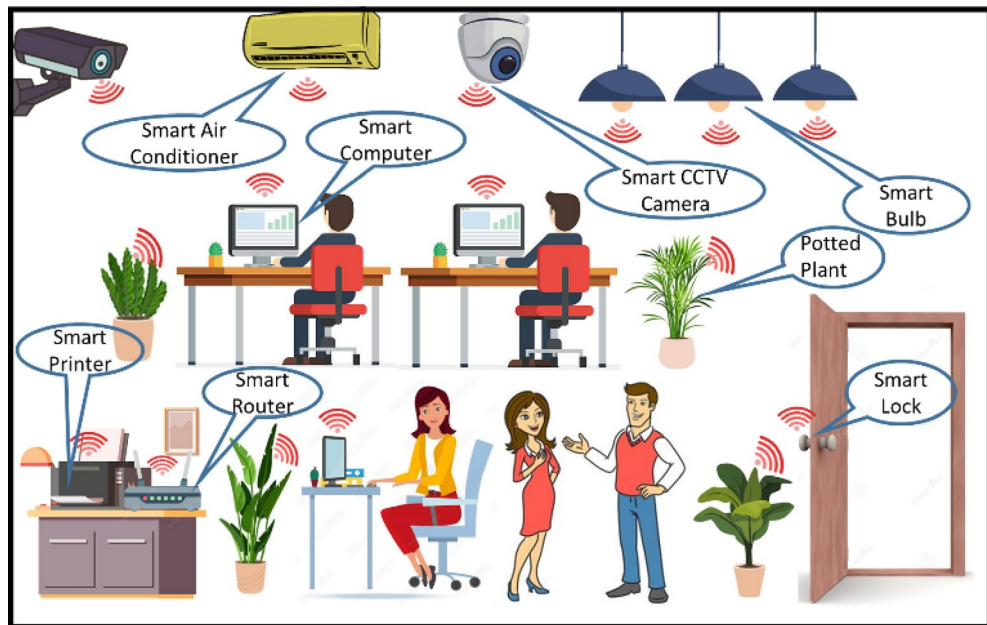 Smart Air
Conditioner
Smart
Computer
Smart CCTV
Camera
Smart
Bulb
Potted
Plant
Smart
Printer
Smart
Router
Smart
Lock